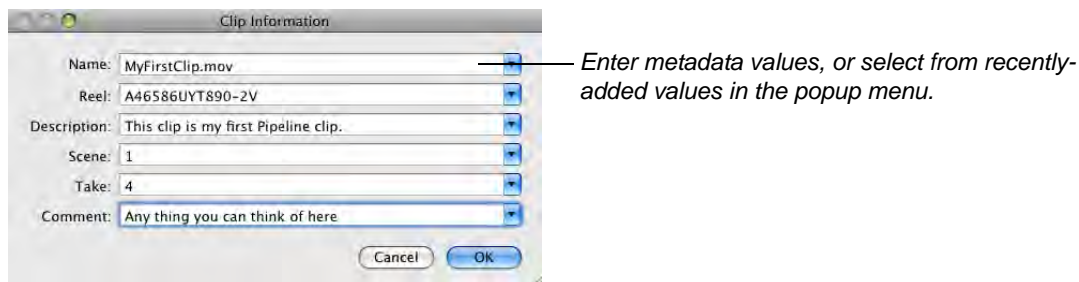 Clip Information
Name: MyFirstClip.mov
Enter metadata values, or select from recently-
added values in the popup menu.
Reel: A46586UYT890-2V
Description: This clip is my first Pipeline clip.
Scene: 1
Take: 4
Comment: Any thing you can think of here
Cancel OK